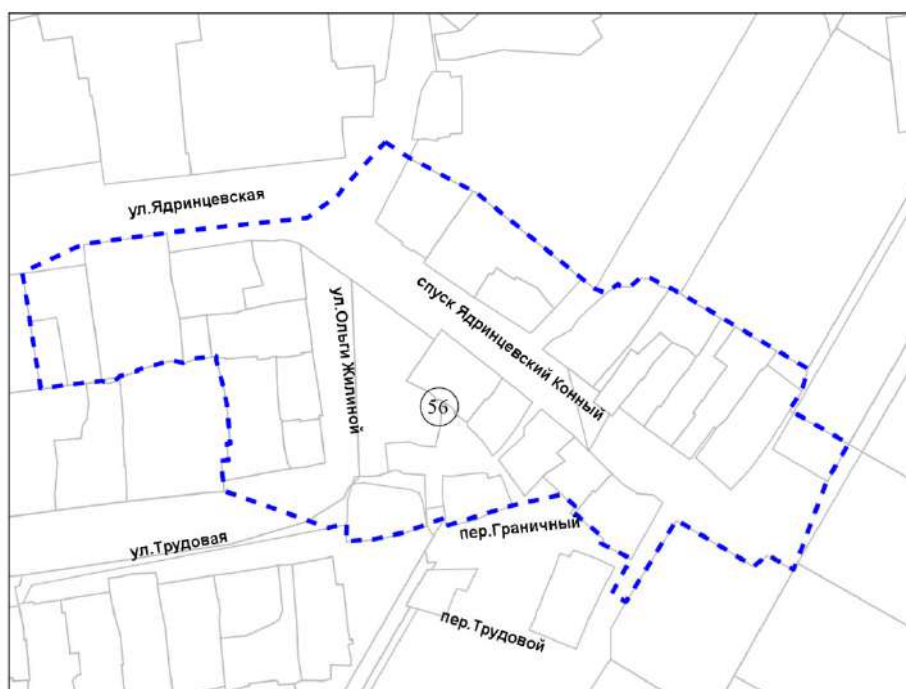 ул.Ядринцевская
спуск Ядринцевский Конный
ул.Ольги Жилиной
56
ул.Трудовая
пер.Граничный
пер.Трудовой